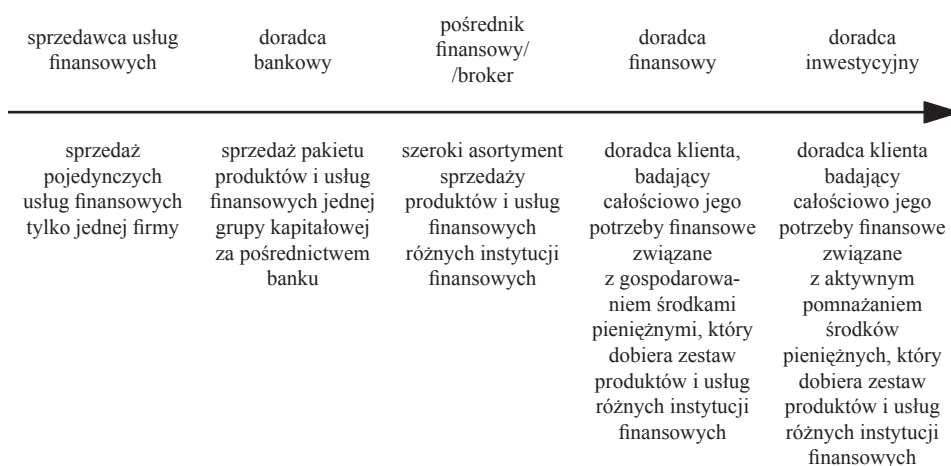 sprzedawca usług
finansowych
doradca
bankowy
pośrednik
finansowy/
/broker
doradca
finansowy
doradca
inwestycyjny
sprzedaż
pojedynczych
usług finansowych
tylko jednej firmy
sprzedaż pakietu
produktów i usług
finansowych jednej
grupy kapitałowej
za pośrednictwem
banku
szeroki asortyment
sprzedaży
produktów i usług
finansowych
różnych instytucji
finansowych
doradca klienta,
badający
całościowo jego
potrzeby finansowe
związane
z gospodarowa-
niem środkami
pieniężnymi, który
dobiera zestaw
produktów i usług
różnych instytucji
finansowych
doradca klienta
badający
całościowo jego
potrzeby finansowe
związane
z aktywnym
pomnażaniem
środków
pieniężnych, który
dobiera zestaw
produktów i usług
różnych instytucji
finansowych